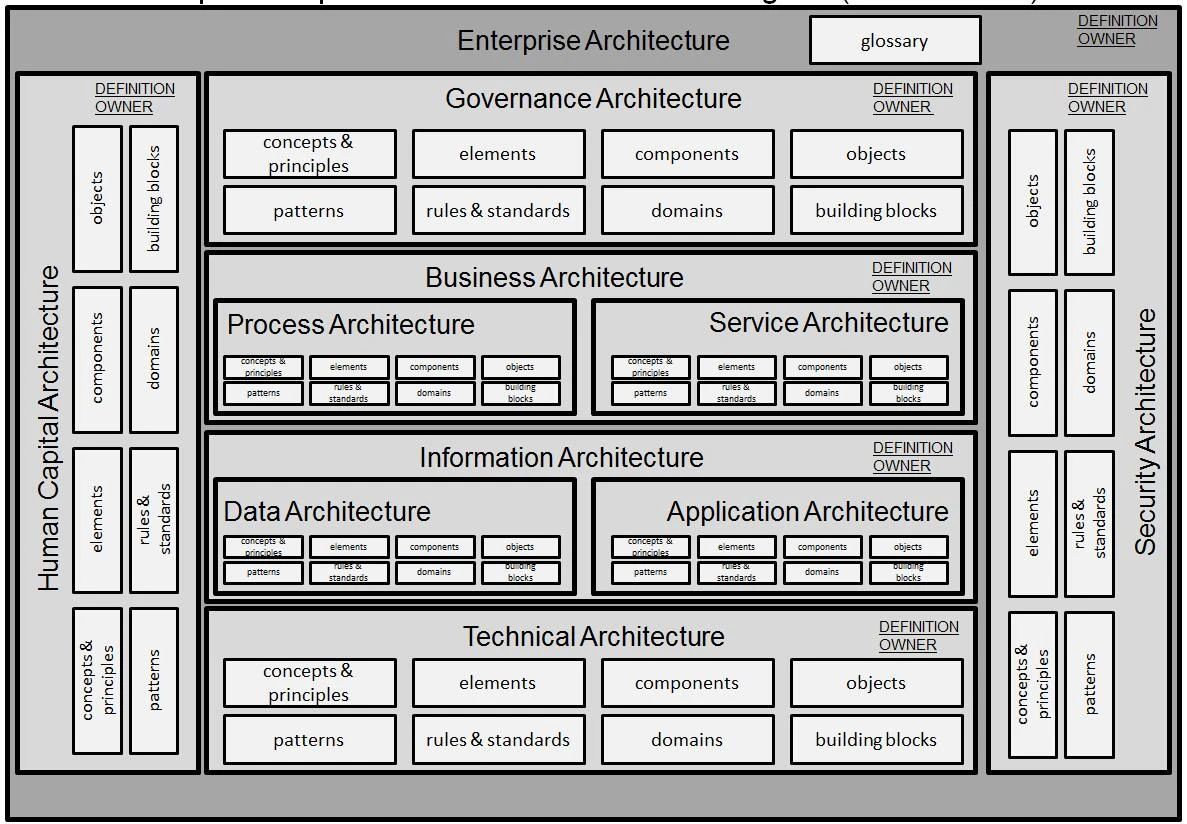 Enterprise Architecture
glossary
DEFINITION
OWNER
DEFINITION
OWNER
objects
building blocks
components
domains
elements
rules &
standards
concepts &
principles
patterns
Human Capital Architecture
Governance Architecture
DEFINITION
OWNER
concepts &
principles
elements
components
objects
patterns
rules & standards
domains
building blocks
Business Architecture
DEFINITION
OWNER
Process Architecture
concepts &
principles
elements
components
objects
patterns
rules &
standards
domains
building
blocks
Service Architecture
concepts &
principles
elements
components
objects
patterns
rules &
standards
domains
building
blocks
Information Architecture
DEFINITION
OWNER
Data Architecture
concepts &
principles
elements
components
objects
patterns
rules &
standards
domains
building
blocks
Application Architecture
concepts &
principles
elements
components
objects
patterns
rules &
standards
domains
building
blocks
Technical Architecture
DEFINITION
OWNER
concepts &
principles
elements
components
objects
patterns
rules & standards
domains
building blocks
DEFINITION
OWNER
objects
building blocks
components
domains
elements
rules &
standards
concepts &
principles
patterns
Security Architecture